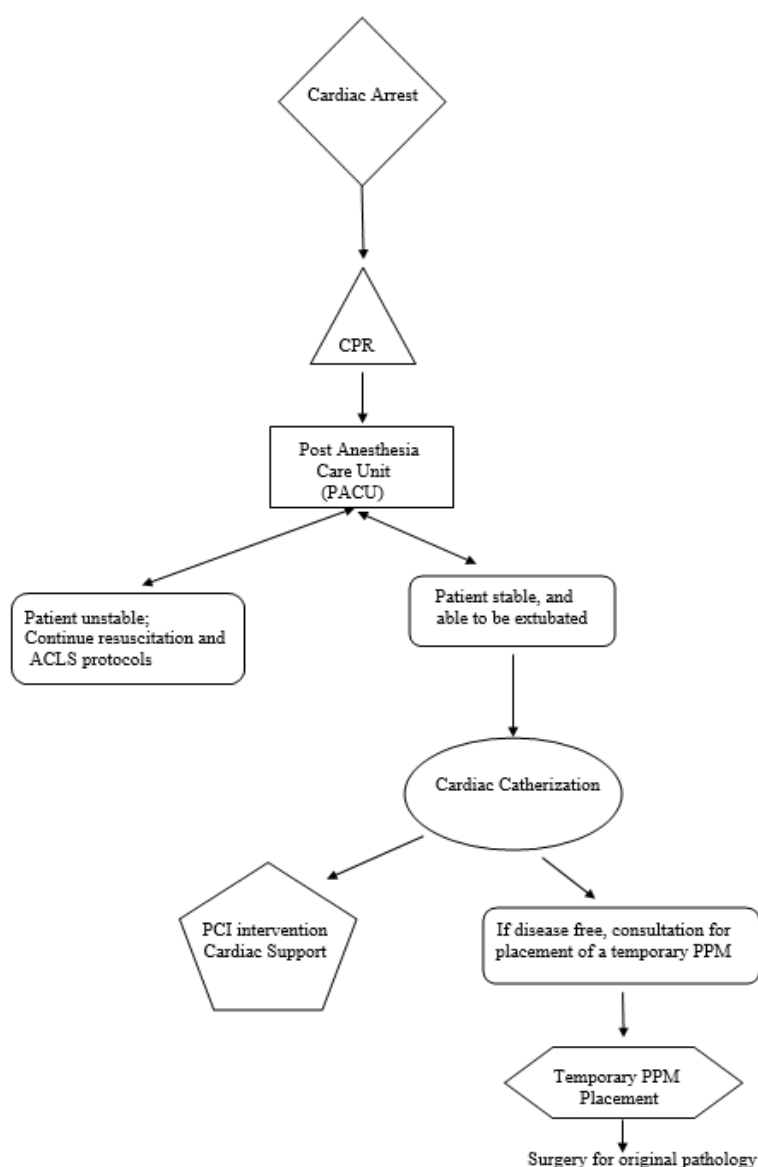 Cardiac Arrest
CPR
Post Anesthesia
Care Unit
(PACU)
Patient unstable;
Continue resuscitation and
ACLS protocols
Patient stable, and
able to be extubated
Cardiac Catherization
PCI intervention
Cardiac Support
If disease free, consultation for
placement of a temporary PPM
Temporary PPM
Placement
Surgery for original pathology